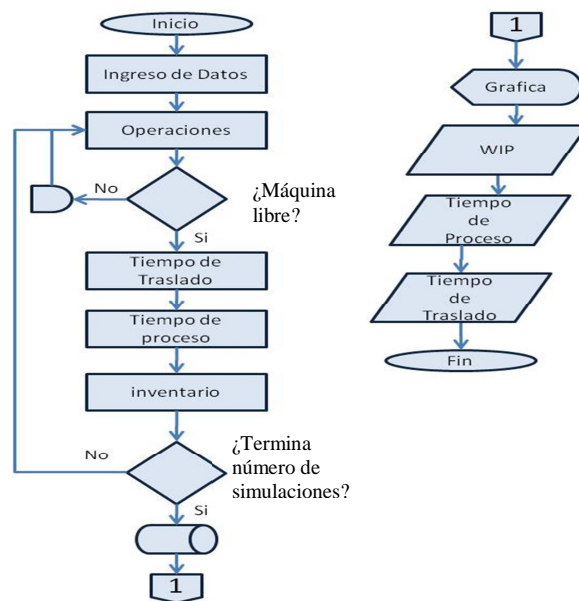 Inicio
Ingreso de Datos
Operaciones
No
¿Máquina
libre?
Si
Tiempo de
Traslado
Tiempo de
proceso
inventario
No
¿Termina
número de
simulaciones?
Si
1
1
Grafica
WIP
Tiempo
de
Proceso
Tiempo
de
Traslado
Fin